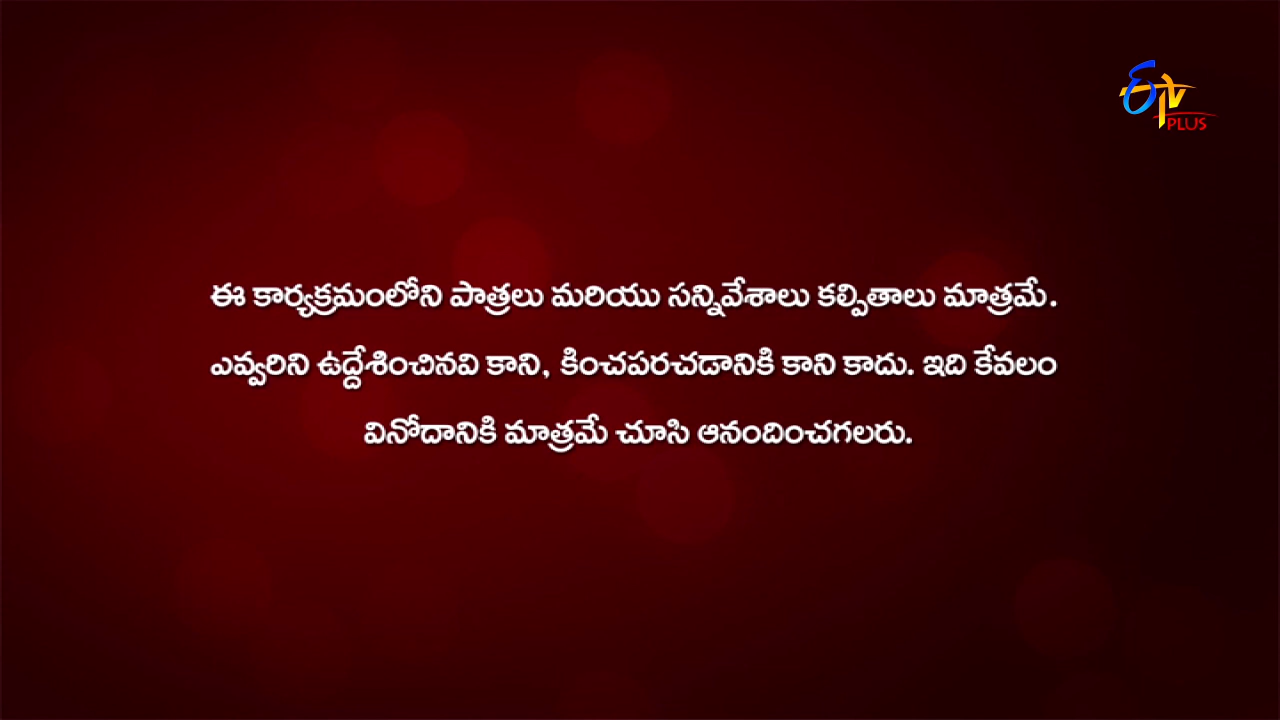 ETV
PLUS
ఈ కార్యక్రమంలోని పాత్రలు మరియు సన్నివేశాలు కల్పితాలు మాత్రమే.
ఎవ్వరిని ఉద్దేశించినవి కాని, కించపరచడానికి కాని కాదు. ఇది కేవలం
వినోదానికి మాత్రమే చూసి ఆనందించగలరు.